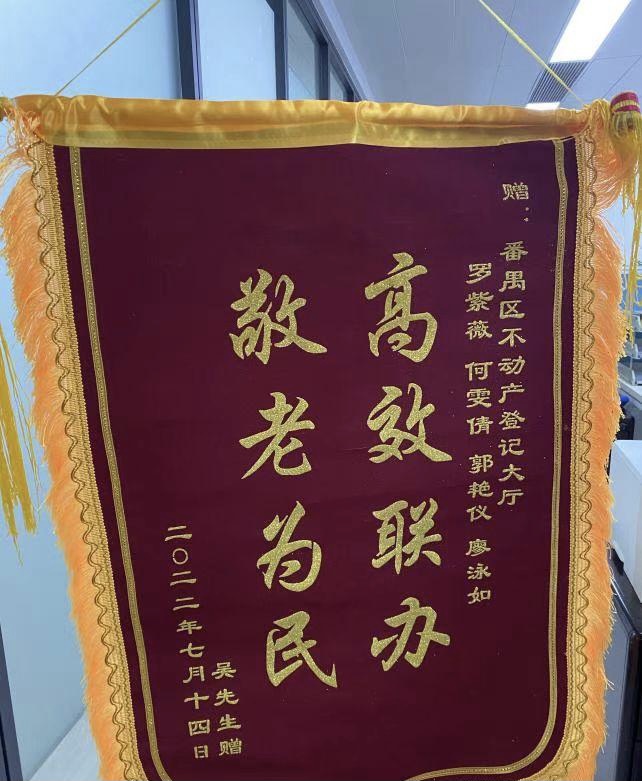 赠：番禺区不动产登记大厅
罗紫薇 何雯倩 郭艳仪 廖泳如
高效联办
敬老为民
吴先生赠
二〇二二年七月十四日